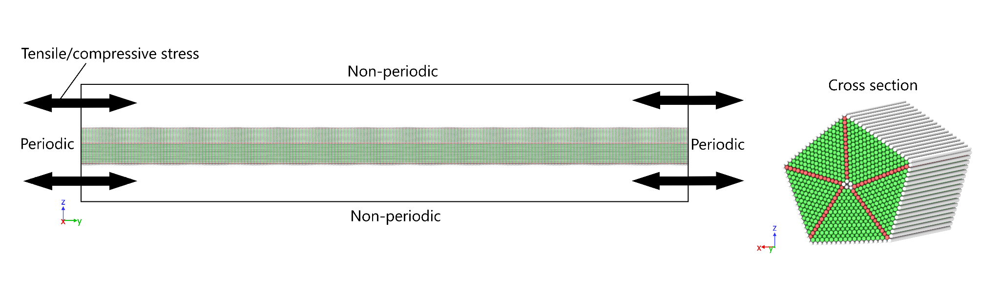 Tensile/compressive stress
Non-periodic
Cross section
Periodic
Periodic
z
x y
Non-periodic
z
x
y